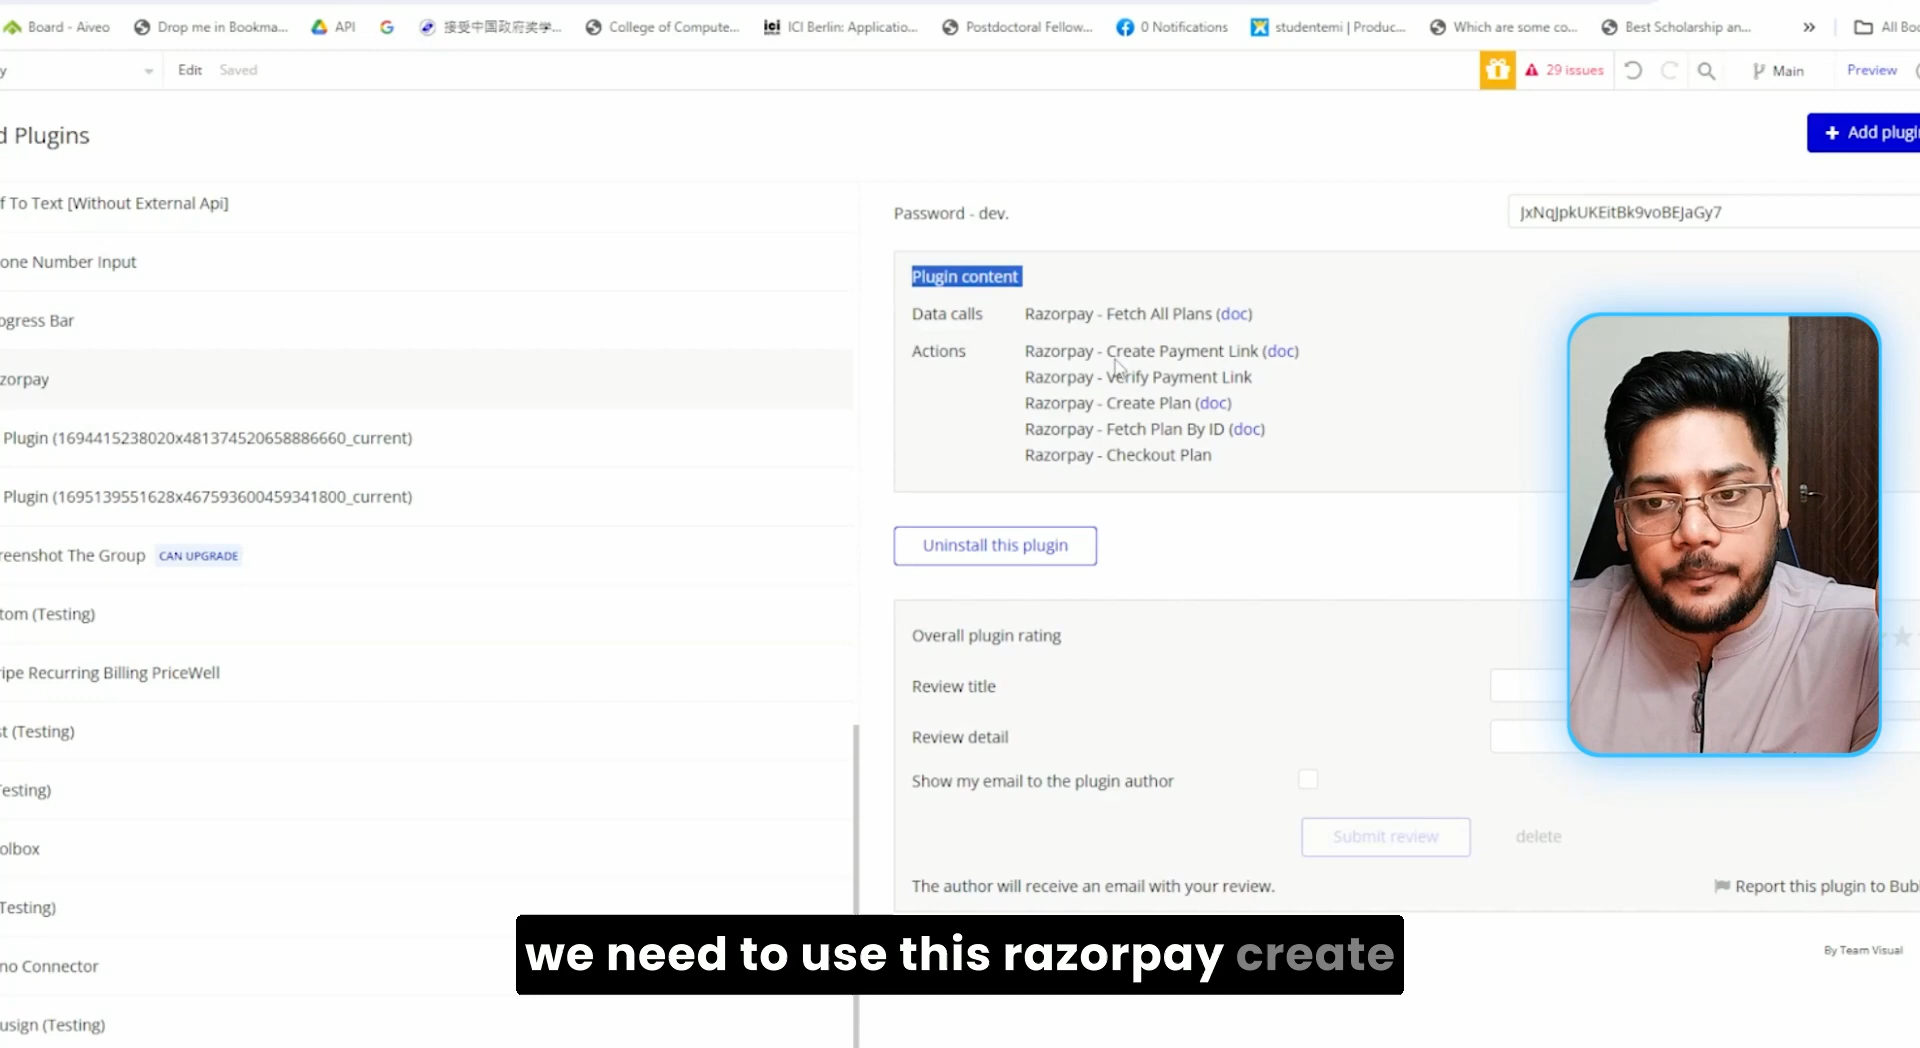 Board - Aiveo Drop me in Bookma... API 接受中国政府奖学... College of Compute... ici ICI Berlin: Applicatio... Postdoctoral Fellow... 0 Notifications studentemi | Produc... Which are some co... Best Scholarship an... » All Boo
y Edit Saved 29 issues Main Preview
d Plugins
+ Add plugi
f To Text [Without External Api]
one Number Input
ogress Bar
zorpay
Plugin (1694415238020x481374520658886660_current)
Plugin (1695139551628x467593600459341800_current)
reenshot The Group CAN UPGRADE
tom (Testing)
ripe Recurring Billing PriceWell
st (Testing)
esting)
olbox
Testing)
no Connector
usign (Testing)
Password - dev. JxNqJpkUKEitBk9voBEJaGy7
Plugin content
Data calls Razorpay - Fetch All Plans (doc)
Actions Razorpay - Create Payment Link (doc)
Razorpay - Verify Payment Link
Razorpay - Create Plan (doc)
Razorpay - Fetch Plan By ID (doc)
Razorpay - Checkout Plan
Uninstall this plugin
Overall plugin rating
Review title
Review detail
Show my email to the plugin author
Submit review delete
The author will receive an email with your review. Report this plugin to Bub
we need to use this razorpay create
By Team Visual